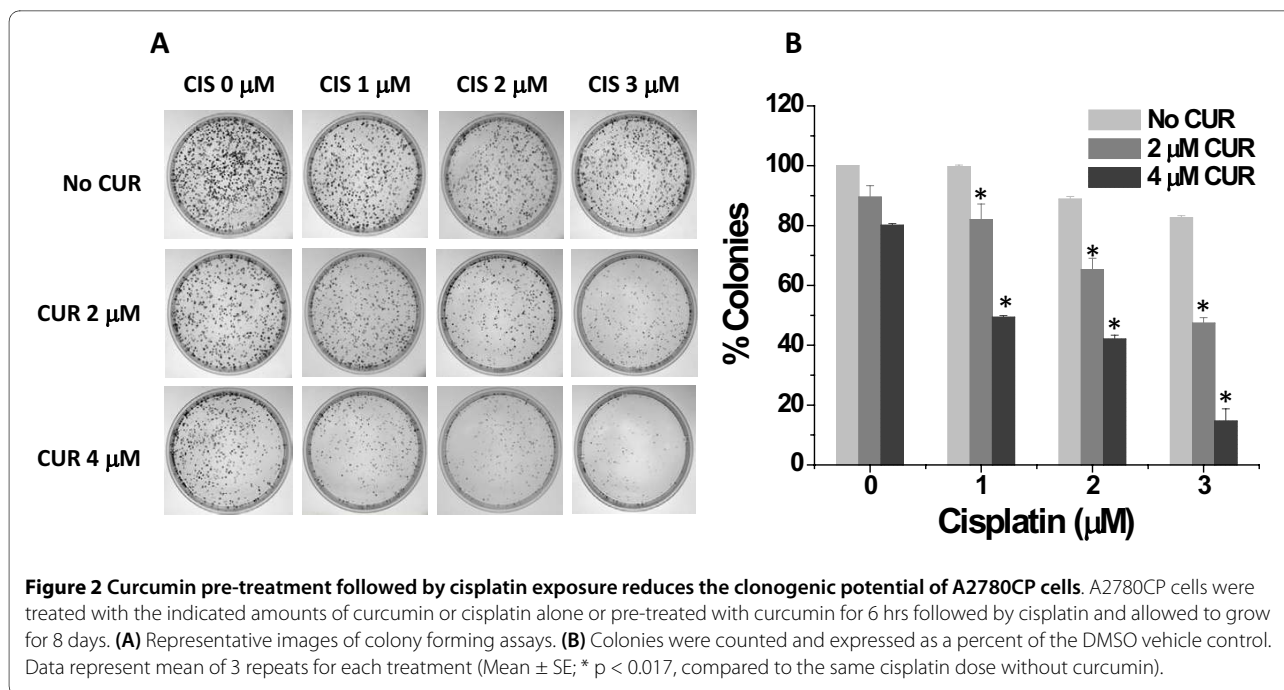 A
CIS 0 μM CIS 1 μM CIS 2 μM CIS 3 μM
No CUR
CUR 2 μM
CUR 4 μM
B
120
100
80
60
40
20
0
% Colonies
No CUR
2 μM CUR
4 μM CUR
*
*
*
*
*
*
0 1 2 3
Cisplatin (μM)
Figure 2 Curcumin pre-treatment followed by cisplatin exposure reduces the clonogenic potential of A2780CP cells. A2780CP cells were
treated with the indicated amounts of curcumin or cisplatin alone or pre-treated with curcumin for 6 hrs followed by cisplatin and allowed to grow
for 8 days. (A) Representative images of colony forming assays. (B) Colonies were counted and expressed as a percent of the DMSO vehicle control.
Data represent mean of 3 repeats for each treatment (Mean ± SE; * p < 0.017, compared to the same cisplatin dose without curcumin).